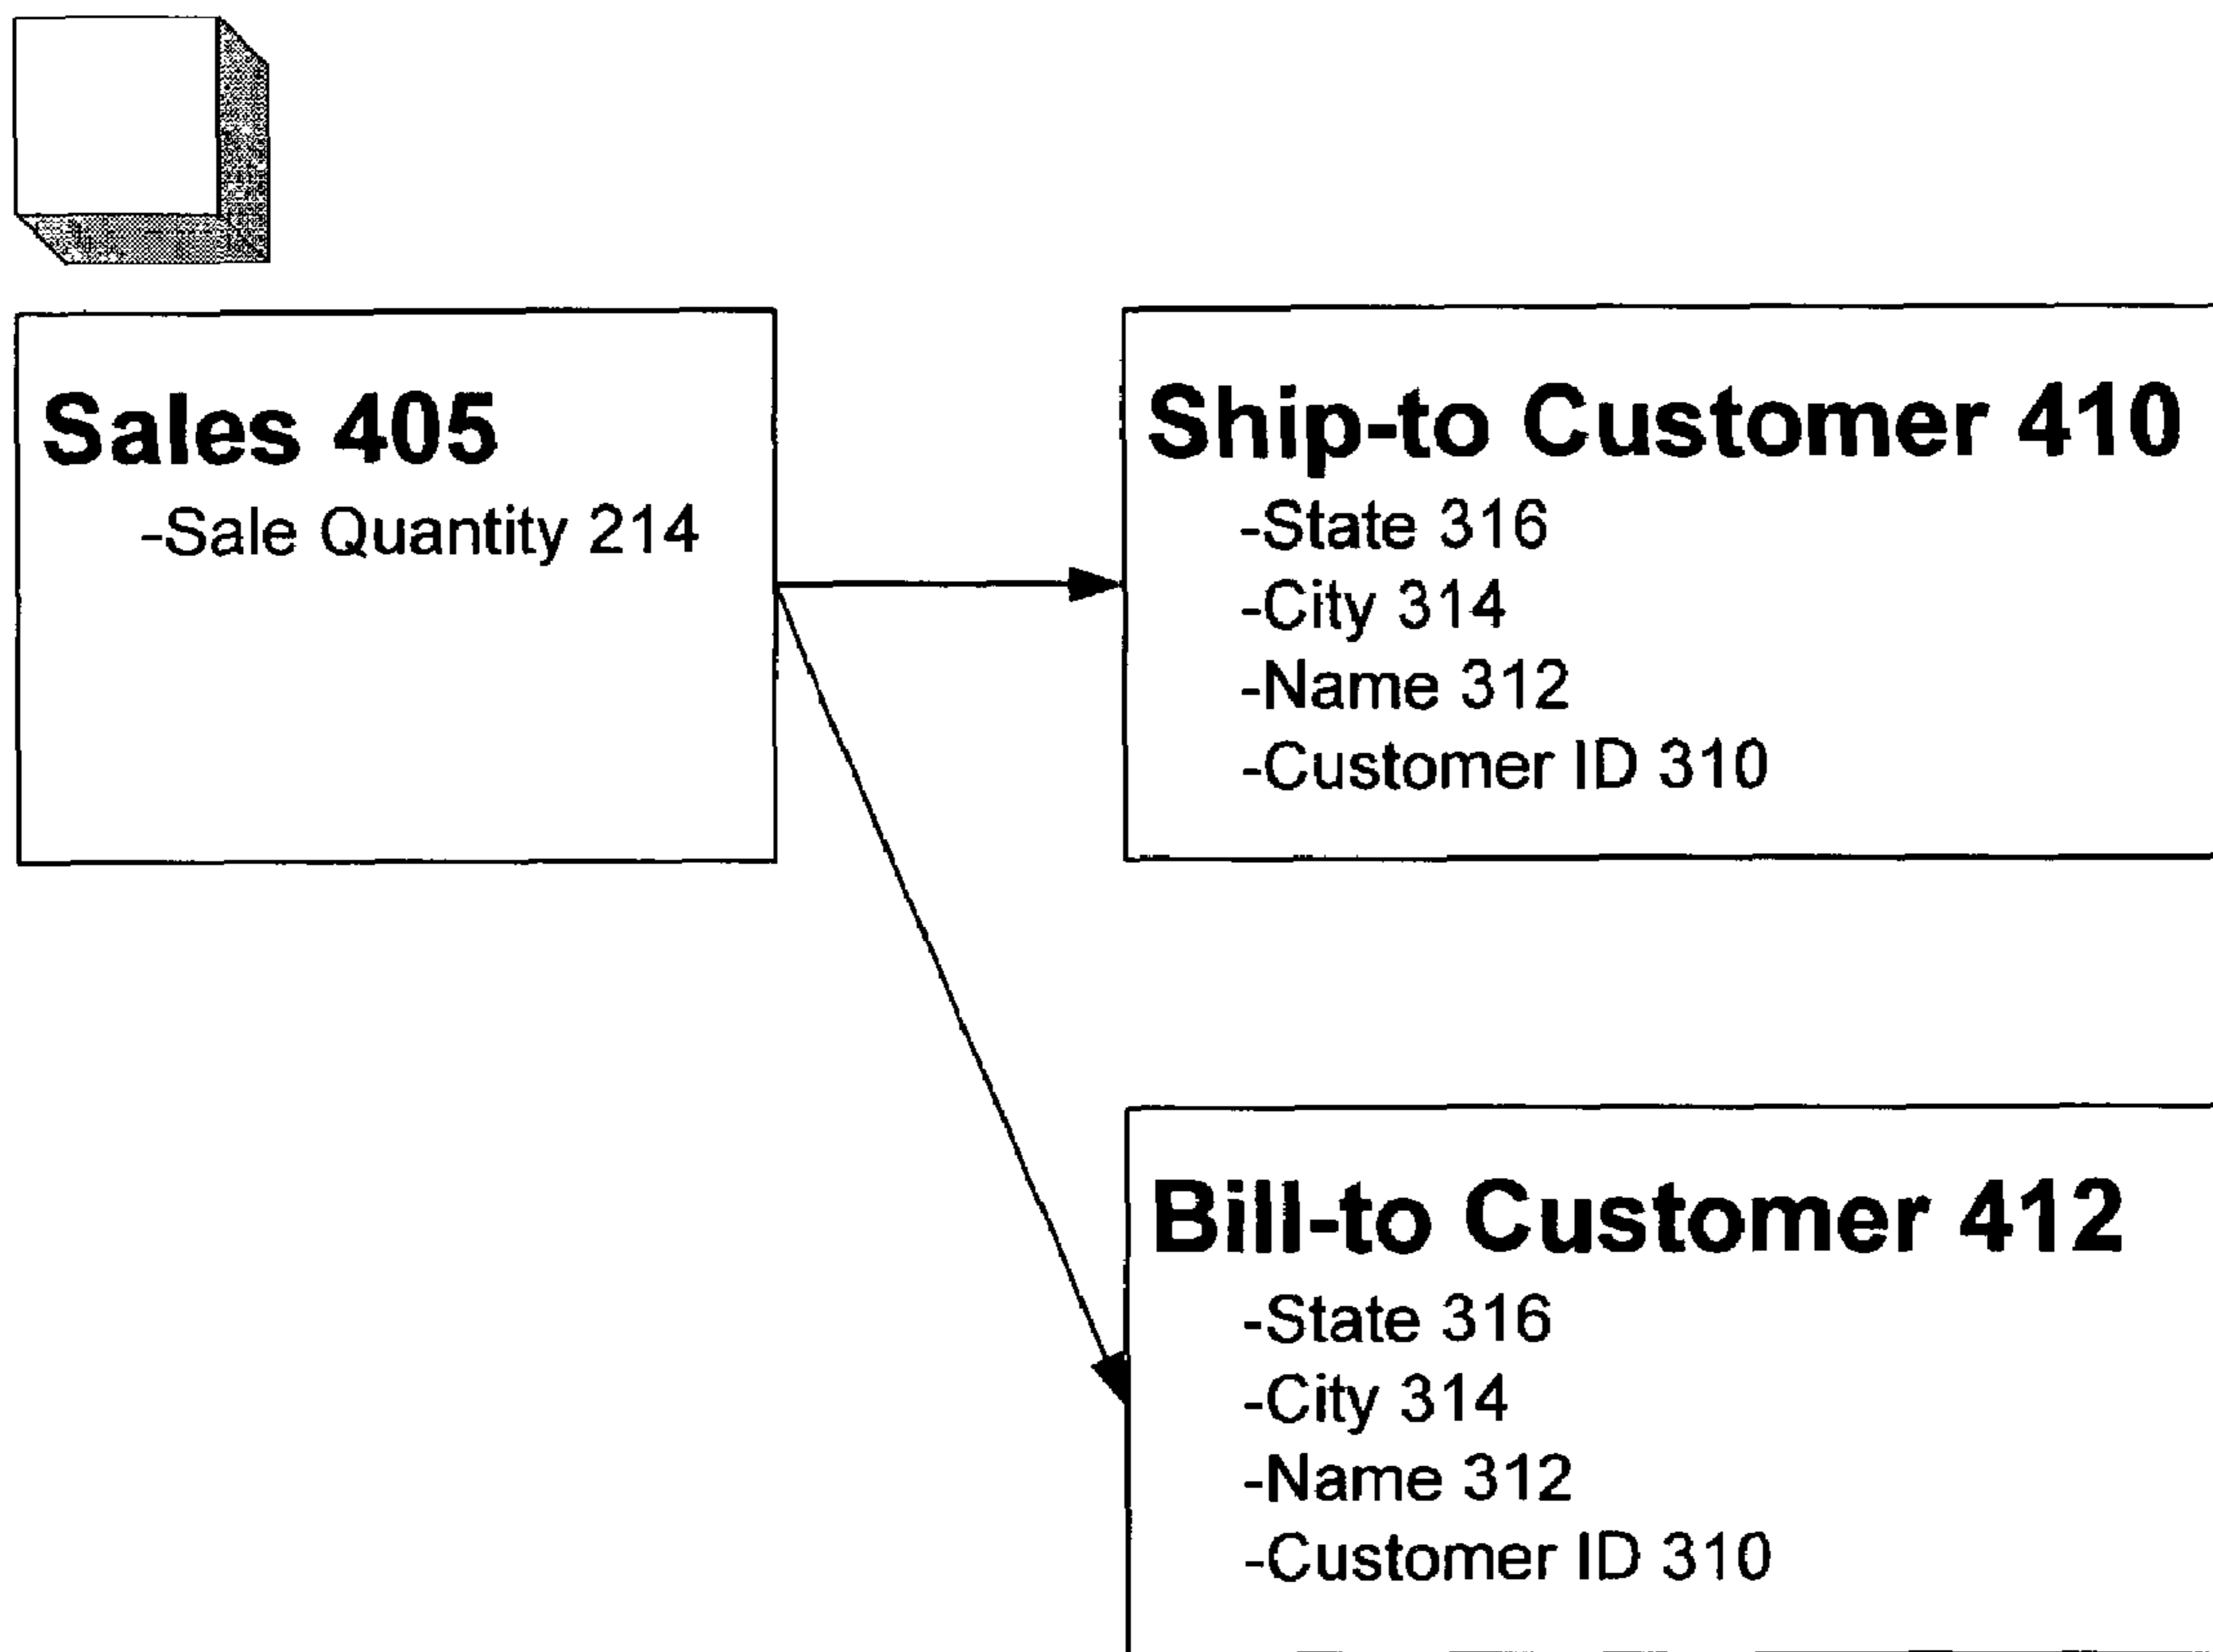 Sales 405
-Sale Quantity 214
Ship-to Customer 410
-State 316
-City 314
-Name 312
-Customer ID 310
Bill-to Customer 412
-State 316
-City 314
-Name 312
-Customer ID 310